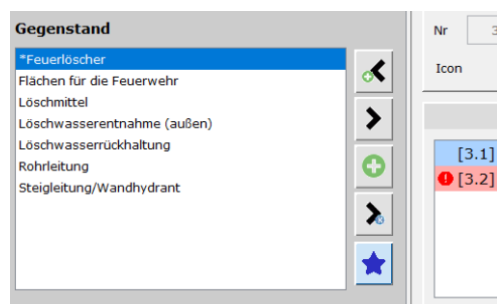 Gegenstand
*Feuerlöscher
Flächen für die Feuerwehr
Löschmittel
Löschwasserentnahme (außen)
Löschwasserrückhaltung
Rohrleitung
Steigleitung/Wandhydrant
Nr 3
Icon
[3.1]
[3.2]